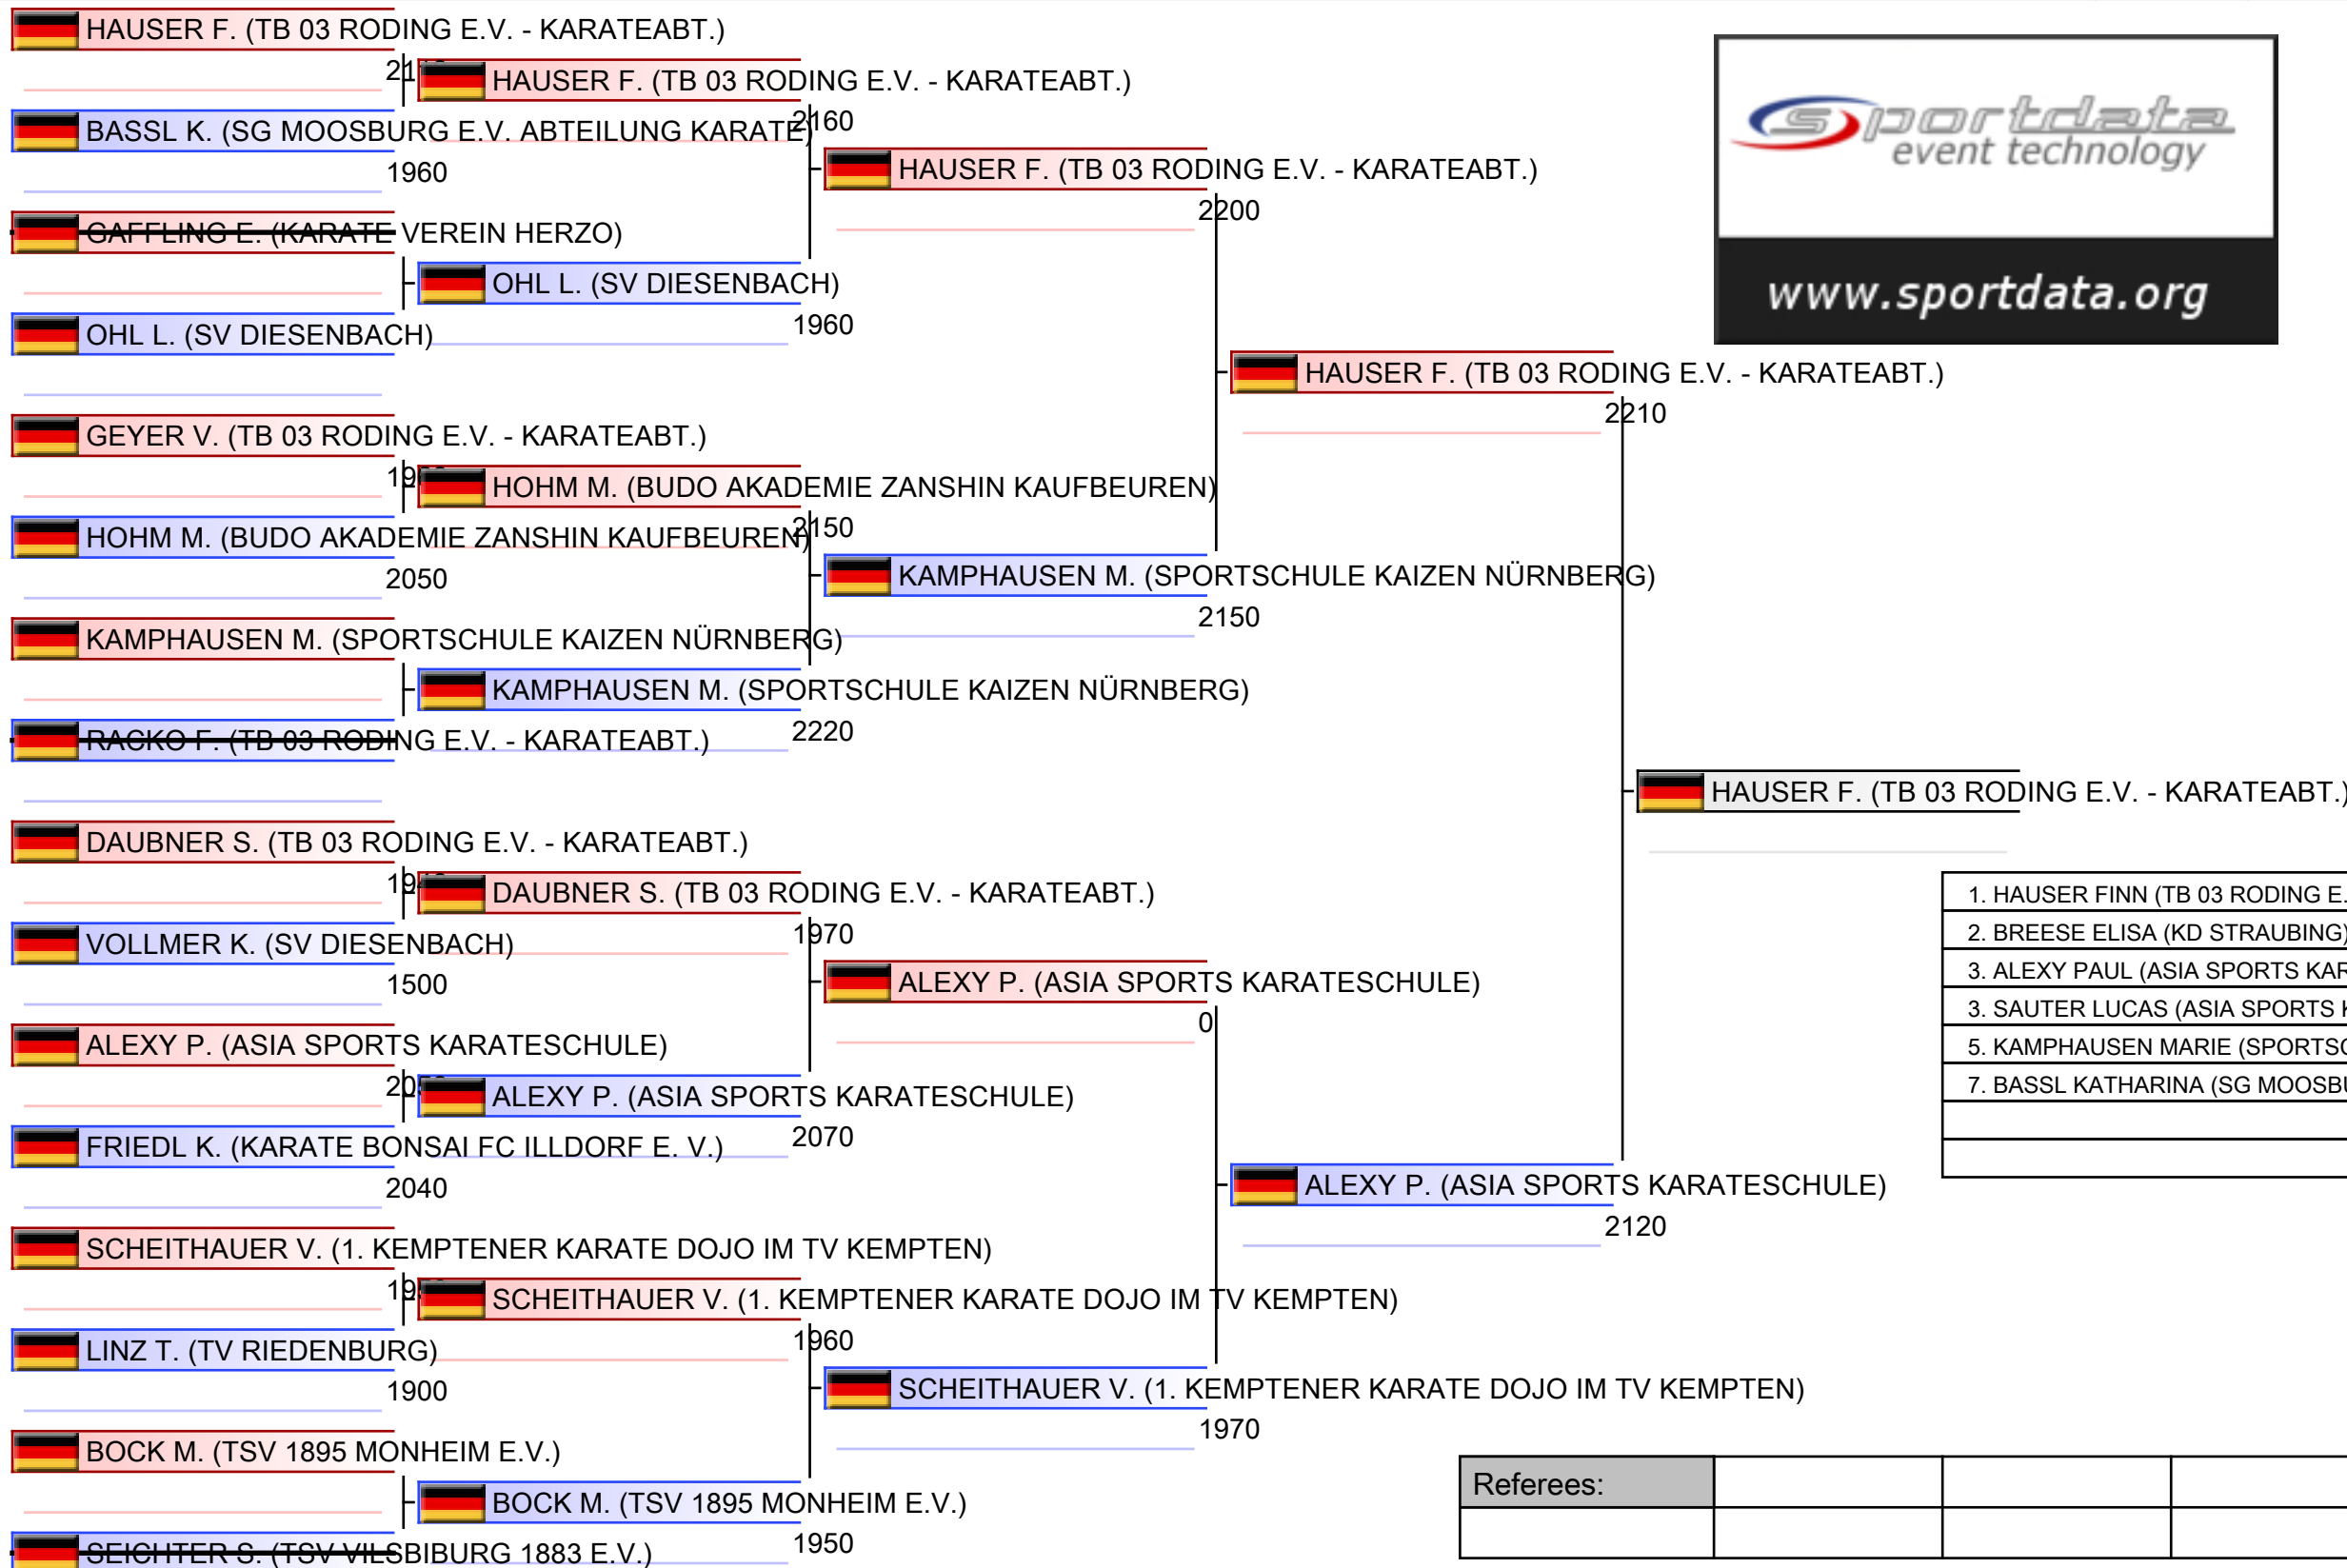 HAUSER F. (TB 03 RODING E.V. - KARATEABT.)
BASSL K. (SG MOOSBURG E.V. ABTEILUNG KARATE)
1960
GAFFLING E. (KARATE VEREIN HERZO)
OHL L. (SV DIESENBACH)
GEYER V. (TB 03 RODING E.V. - KARATEABT.)
HOHM M. (BUDO AKADEMIE ZANSHIN KAUFBEUREN)
2050
KAMPHAUSEN M. (SPORTSCHULE KAIZEN NÜRNBERG)
RACKO F. (TB 03 RODING E.V. - KARATEABT.)
DAUBNER S. (TB 03 RODING E.V. - KARATEABT.)
VOLLMER K. (SV DIESENBACH)
1500
ALEXY P. (ASIA SPORTS KARATESCHULE)
FRIEDL K. (KARATE BONSAI FC ILLDORF E. V.)
2040
SCHEITHAUER V. (1. KEMPTENER KARATE DOJO IM TV KEMPTEN)
LINZ T. (TV RIEDENBURG)
1900
BOCK M. (TSV 1895 MONHEIM E.V.)
SEICHTER S. (TSV VILSBIBURG 1883 E.V.)
HAUSER F. (TB 03 RODING E.V. - KARATEABT.)
2160
OHL L. (SV DIESENBACH)
1960
HOHM M. (BUDO AKADEMIE ZANSHIN KAUFBEUREN)
2150
KAMPHAUSEN M. (SPORTSCHULE KAIZEN NÜRNBERG)
2220
DAUBNER S. (TB 03 RODING E.V. - KARATEABT.)
1970
ALEXY P. (ASIA SPORTS KARATESCHULE)
2070
SCHEITHAUER V. (1. KEMPTENER KARATE DOJO IM TV KEMPTEN)
1960
BOCK M. (TSV 1895 MONHEIM E.V.)
1950
HAUSER F. (TB 03 RODING E.V. - KARATEABT.)
2200
KAMPHAUSEN M. (SPORTSCHULE KAIZEN NÜRNBERG)
2150
ALEXY P. (ASIA SPORTS KARATESCHULE)
0
SCHEITHAUER V. (1. KEMPTENER KARATE DOJO IM TV KEMPTEN)
1970
HAUSER F. (TB 03 RODING E.V. - KARATEABT.)
2210
ALEXY P. (ASIA SPORTS KARATESCHULE)
2120
HAUSER F. (TB 03 RODING E.V. - KARATEABT.)
sportdata
event technology
www.sportdata.org
1. HAUSER FINN (TB 03 RODING E.
2. BREESE ELISA (KD STRAUBING)
3. ALEXY PAUL (ASIA SPORTS KAR
3. SAUTER LUCAS (ASIA SPORTS K
5. KAMPHAUSEN MARIE (SPORTSC
7. BASSL KATHARINA (SG MOOSBU
Referees: